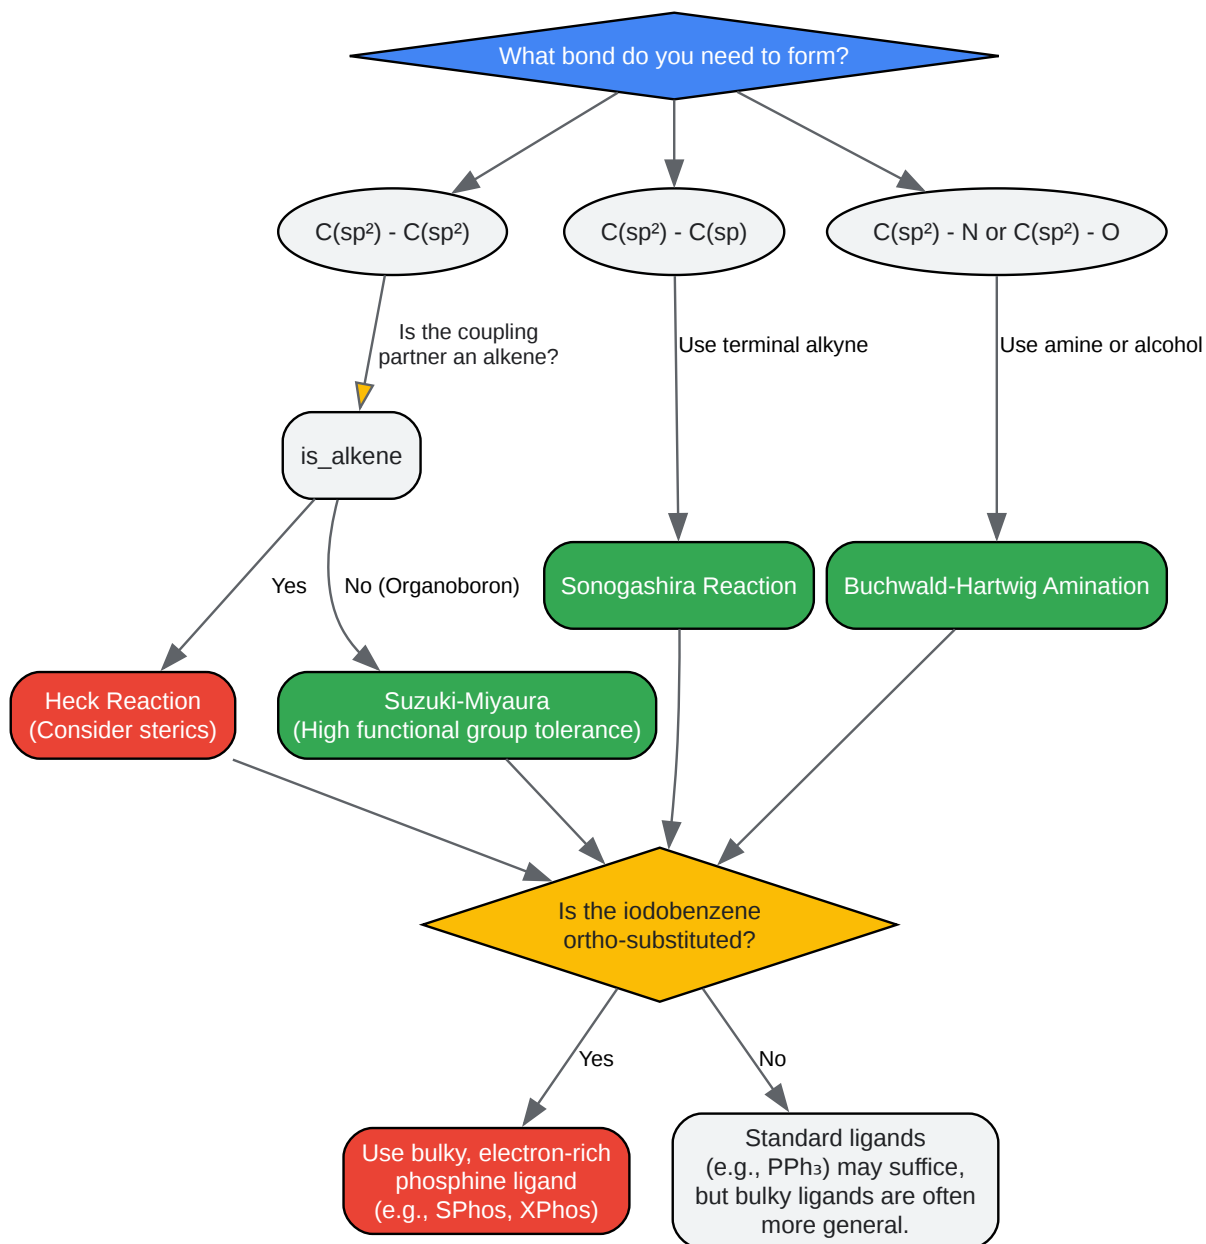 What bond do you need to form?
C(sp²) - C(sp²)
C(sp²) - C(sp)
C(sp²) - N or C(sp²) - O
Is the coupling
partner an alkene?
Use terminal alkyne
Use amine or alcohol
is_alkene
Yes
No (Organoboron)
Sonogashira Reaction
Buchwald-Hartwig Amination
Heck Reaction
(Consider sterics)
Suzuki-Miyaura
(High functional group tolerance)
Is the iodobenzene
ortho-substituted?
Yes
No
Use bulky, electron-rich
phosphine ligand
(e.g., SPhos, XPhos)
Standard ligands
(e.g., PPh₃) may suffice,
but bulky ligands are often
more general.